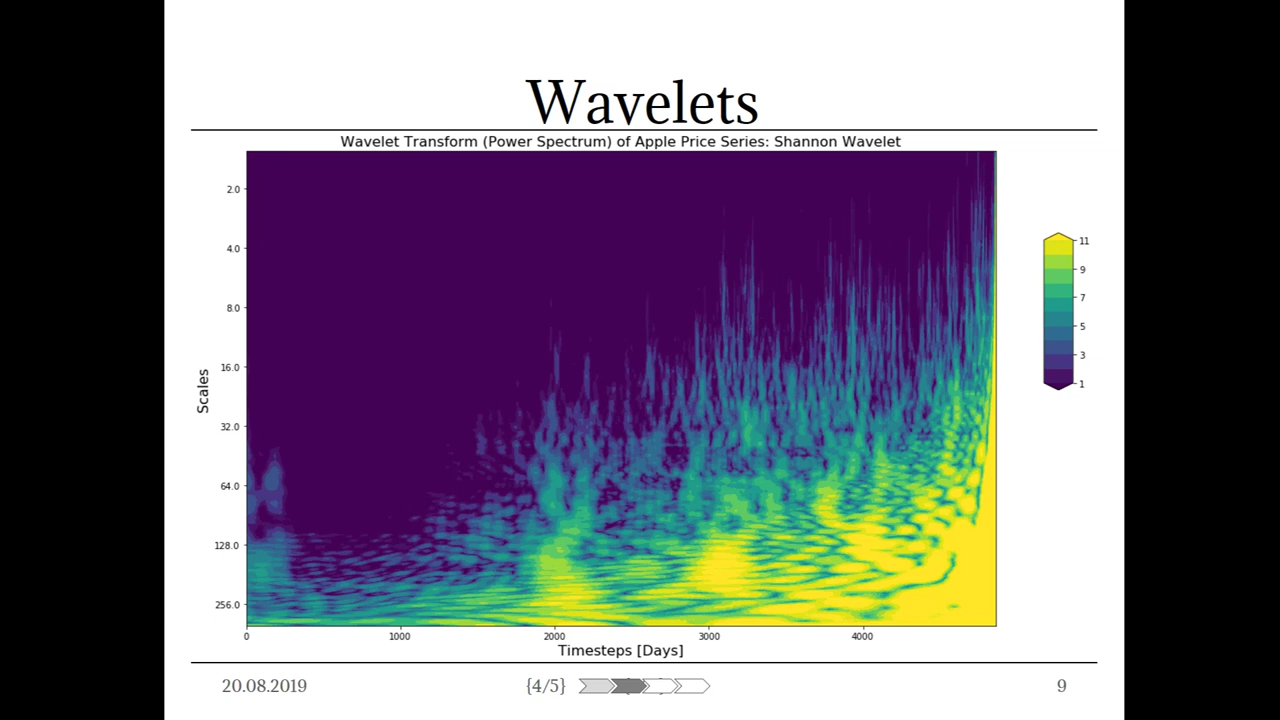 Wavelets
Wavelet Transform (Power Spectrum) of Apple Price Series: Shannon Wavelet
2.0
4.0
8.0
16.0
32.0
64.0
128.0
256.0
Scales
0 1000 2000 3000 4000
Timesteps [Days]
11
9
7
5
3
1
20.08.2019 {4/5} 9